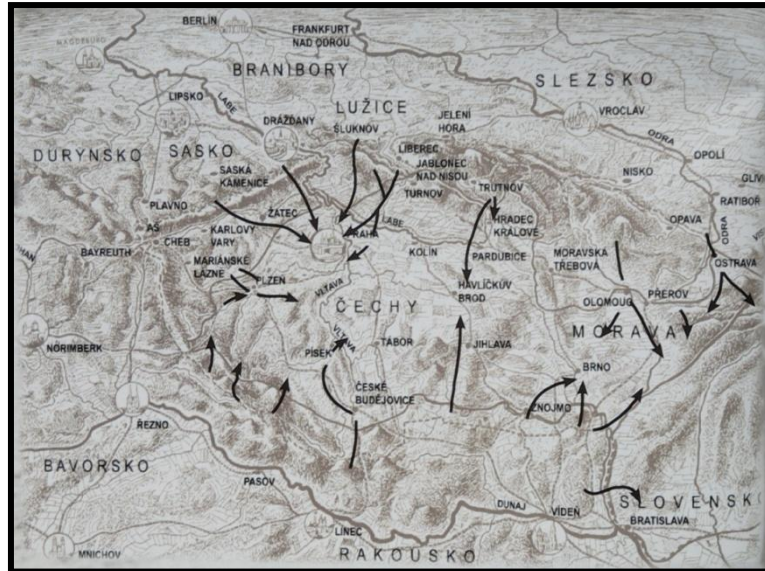 BERLÍN
FRANKFURT
NAD ODROU
MAGDEBURG
BRANIBORY
SLEZSKO
LIPSKO
LABE
LUŽICE
VROCLAV
DRÁŽĎANY
ŠLUKNOV
JELENÍ
HORA
ODRA
DURYNSKO
SASKO
LIBEREC
OPOLÍ
SASKÁ
KAMENICE
JABLONEC
NAD NISOU
NISKO
TRUTNOV
TURNOV
RATIBOŘ
PLAVNO
ŽATEC
LABE
HRADEC
KRÁLOVÉ
OPAVA
ODRA
AŠ
CHEB
KARLOVY
VARY
PRAHA
BAYREUTH
KOLÍN
PARDUBICE
MORAVSKÁ
TŘEBOVÁ
OSTRAVA
MARIÁNSKÉ
LÁZNĚ
PLZEŇ
VLTAVA
HAVLÍČKŮV
BROD
ČECHY
OLOMOUC
PŘEROV
MORAVA
NORIMBERK
VLTAVA
PÍSEK
TÁBOR
JIHLAVA
BRNO
ČESKÉ
BUDĚJOVICE
ZNOJMO
ŘEZNO
BAVORSKO
PASOV
DUNAJ
VÍDEŇ
SLOVENSK
BRATISLAVA
LINEC
MNICHOV
RAKOUSKO